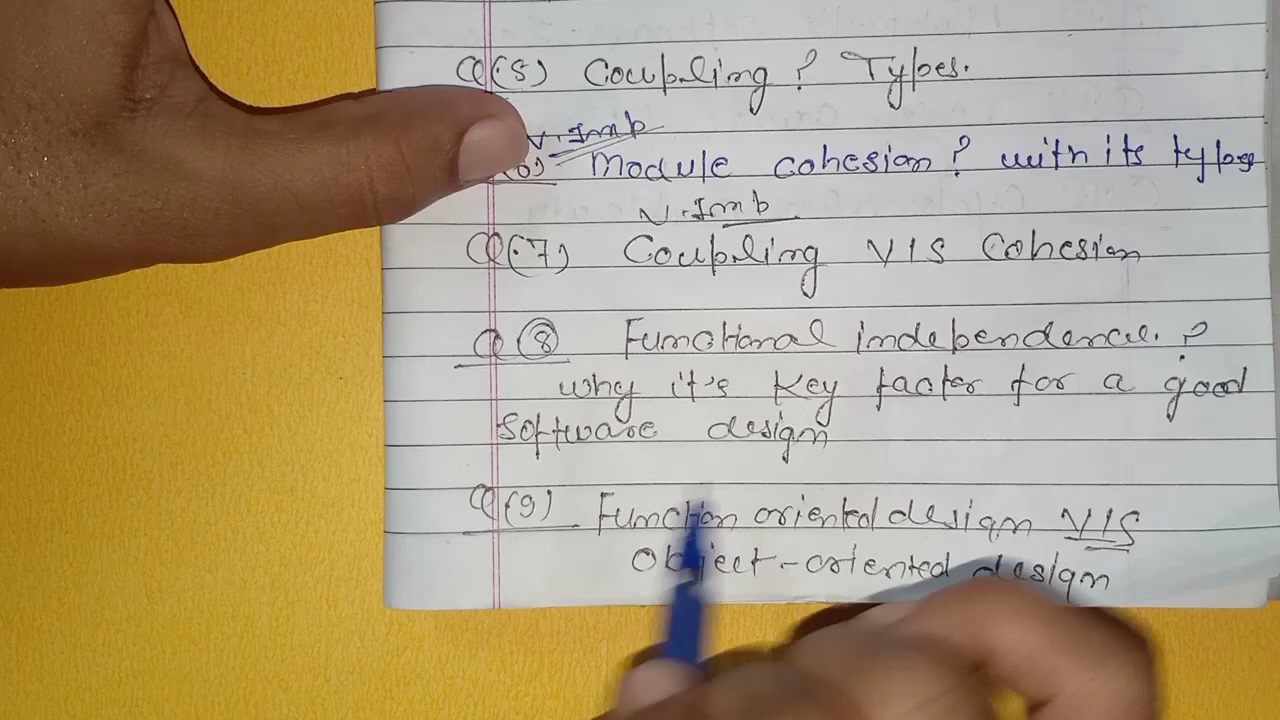 Q(5) Coupling ? Types.
V.Imp
(6) Module cohesion ? with its types
V.Imp
Q(7) Coupling V/S Cohesion
Q (8) Functional independence. ?
why it's key factor for a good
software design
Q(9) Function oriented design V/S
Object-oriented design